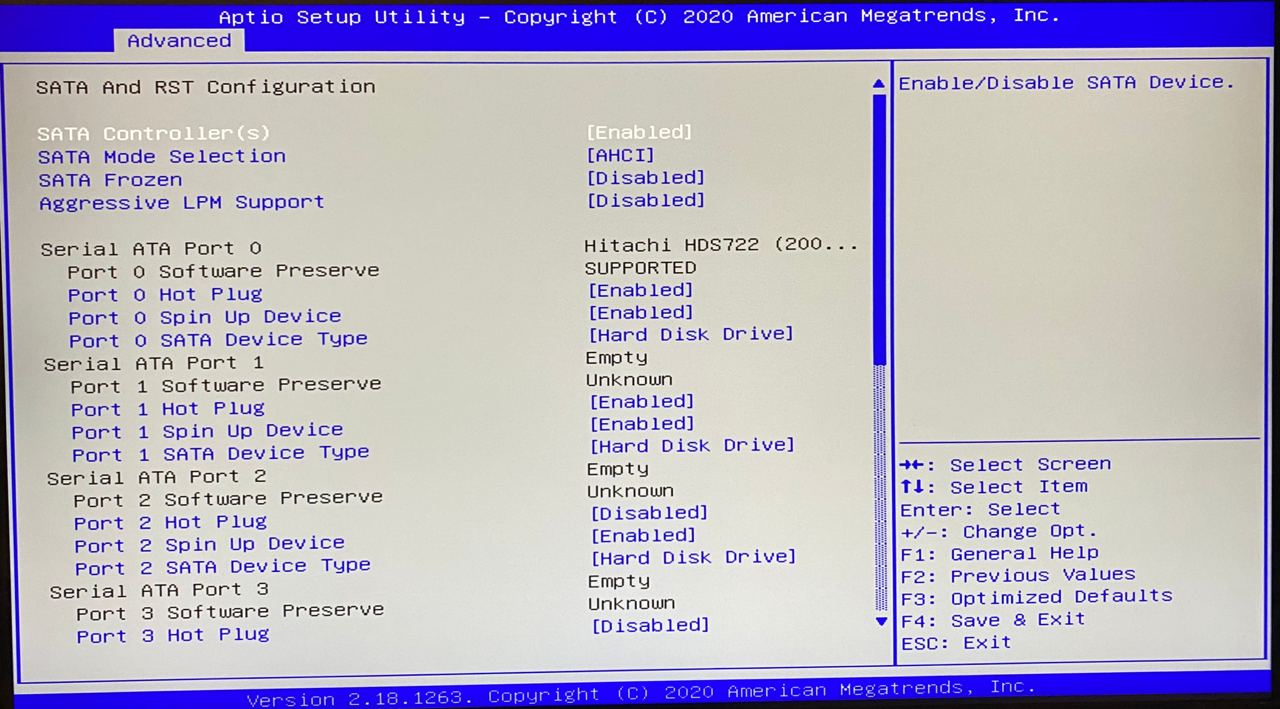 Aptio Setup Utility – Copyright (C) 2020 American Megatrends, Inc.
Advanced
SATA And RST Configuration
SATA Controller(s) [Enabled]
SATA Mode Selection [AHCI]
SATA Frozen [Disabled]
Aggressive LPM Support [Disabled]
Serial ATA Port 0 Hitachi HDS722 (200...
Port 0 Software Preserve SUPPORTED
Port 0 Hot Plug [Enabled]
Port 0 Spin Up Device [Enabled]
Port 0 SATA Device Type [Hard Disk Drive]
Serial ATA Port 1 Empty
Port 1 Software Preserve Unknown
Port 1 Hot Plug [Enabled]
Port 1 Spin Up Device [Enabled]
Port 1 SATA Device Type [Hard Disk Drive]
Serial ATA Port 2 Empty
Port 2 Software Preserve Unknown
Port 2 Hot Plug [Disabled]
Port 2 Spin Up Device [Enabled]
Port 2 SATA Device Type [Hard Disk Drive]
Serial ATA Port 3 Empty
Port 3 Software Preserve Unknown
Port 3 Hot Plug [Disabled]
Enable/Disable SATA Device.
→←: Select Screen
↑↓: Select Item
Enter: Select
+/-: Change Opt.
F1: General Help
F2: Previous Values
F3: Optimized Defaults
F4: Save & Exit
ESC: Exit
Version 2.18.1263. Copyright (C) 2020 American Megatrends, Inc.